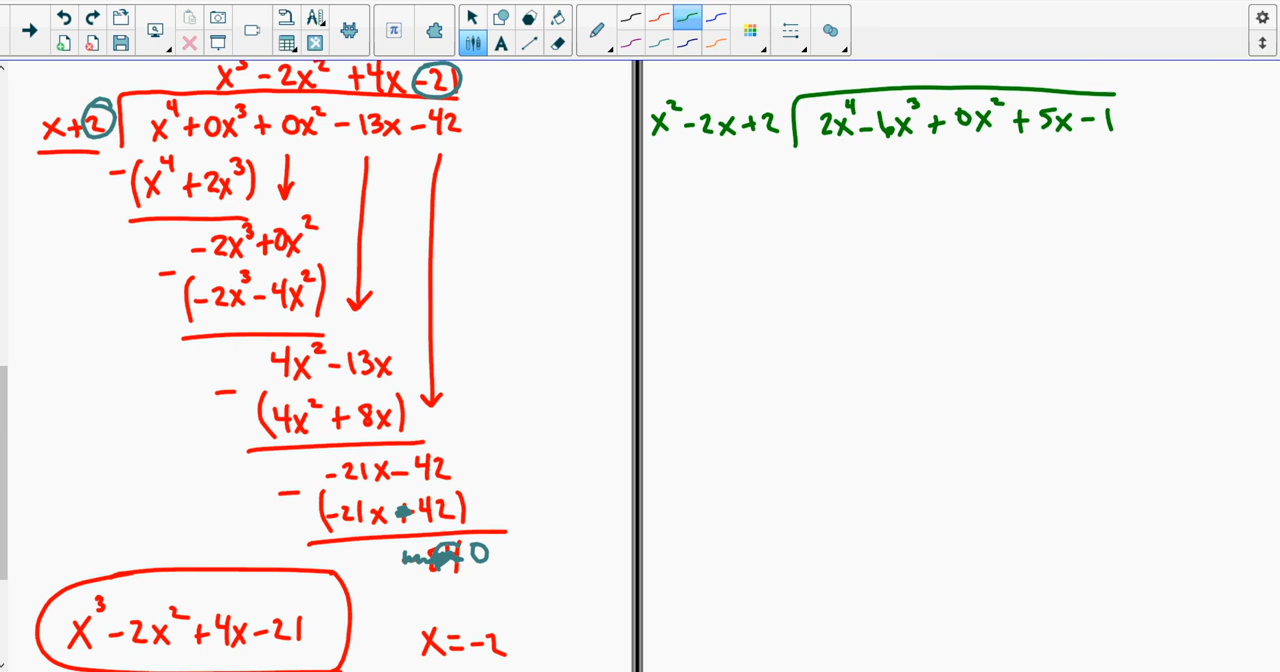 x³ - 2x² + 4x - 21
x + 2 x⁴ + 0x³ + 0x² - 13x - 42
-(x⁴ + 2x³)
-2x³ + 0x²
-(-2x³ - 4x²)
4x² - 13x
-(4x² + 8x)
-21x - 42
-(-21x - 42)
0
x³ - 2x² + 4x - 21
x = -2
x² - 2x + 2 2x⁴ - 6x³ + 0x² + 5x - 1